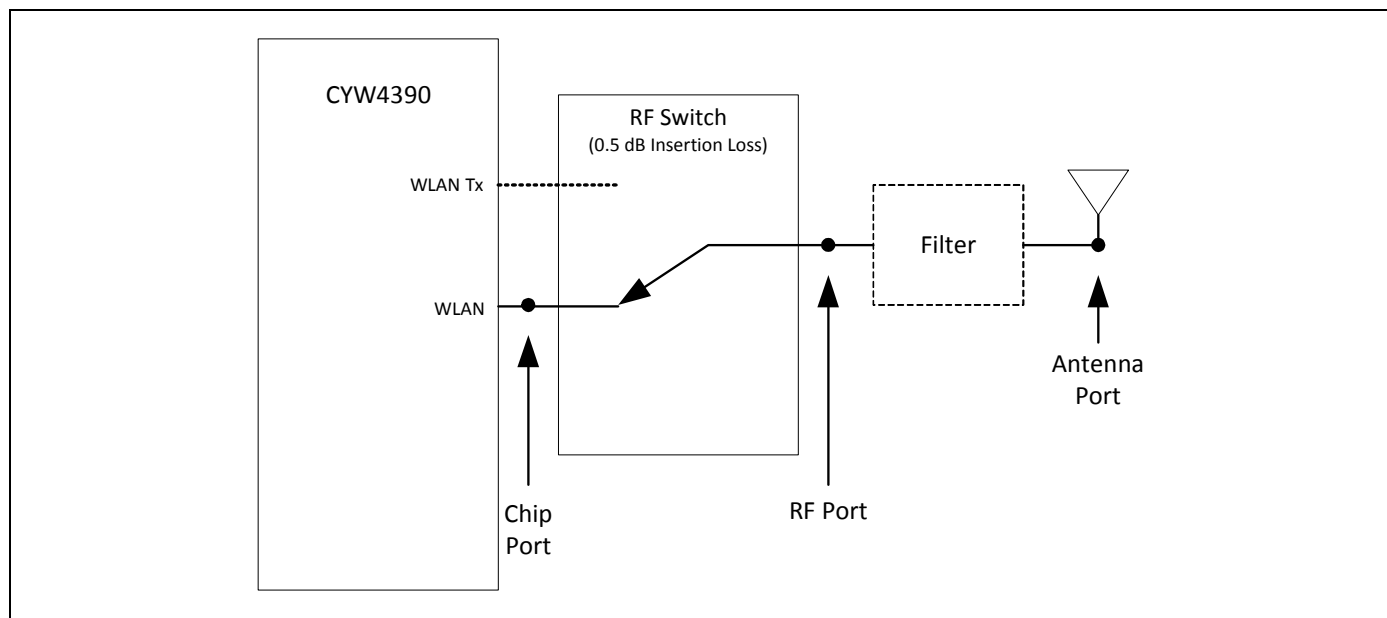 CYW4390
RF Switch
(0.5 dB Insertion Loss)
WLAN Tx
Filter
WLAN
Antenna
Port
Chip
Port
RF Port